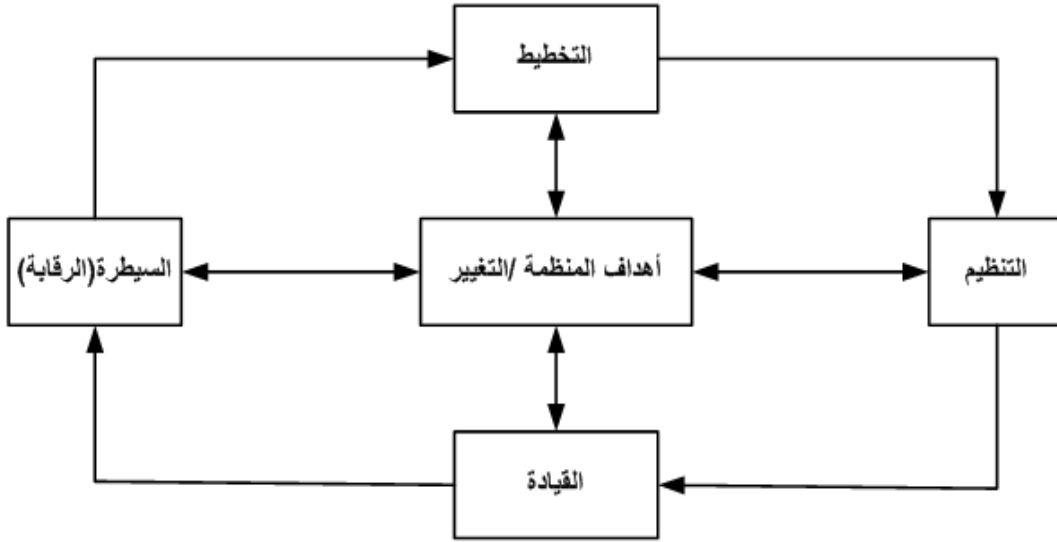 التخطيط
السيطرة(الرقابة)
أهداف المنظمة /التغيير
التنظيم
القيادة